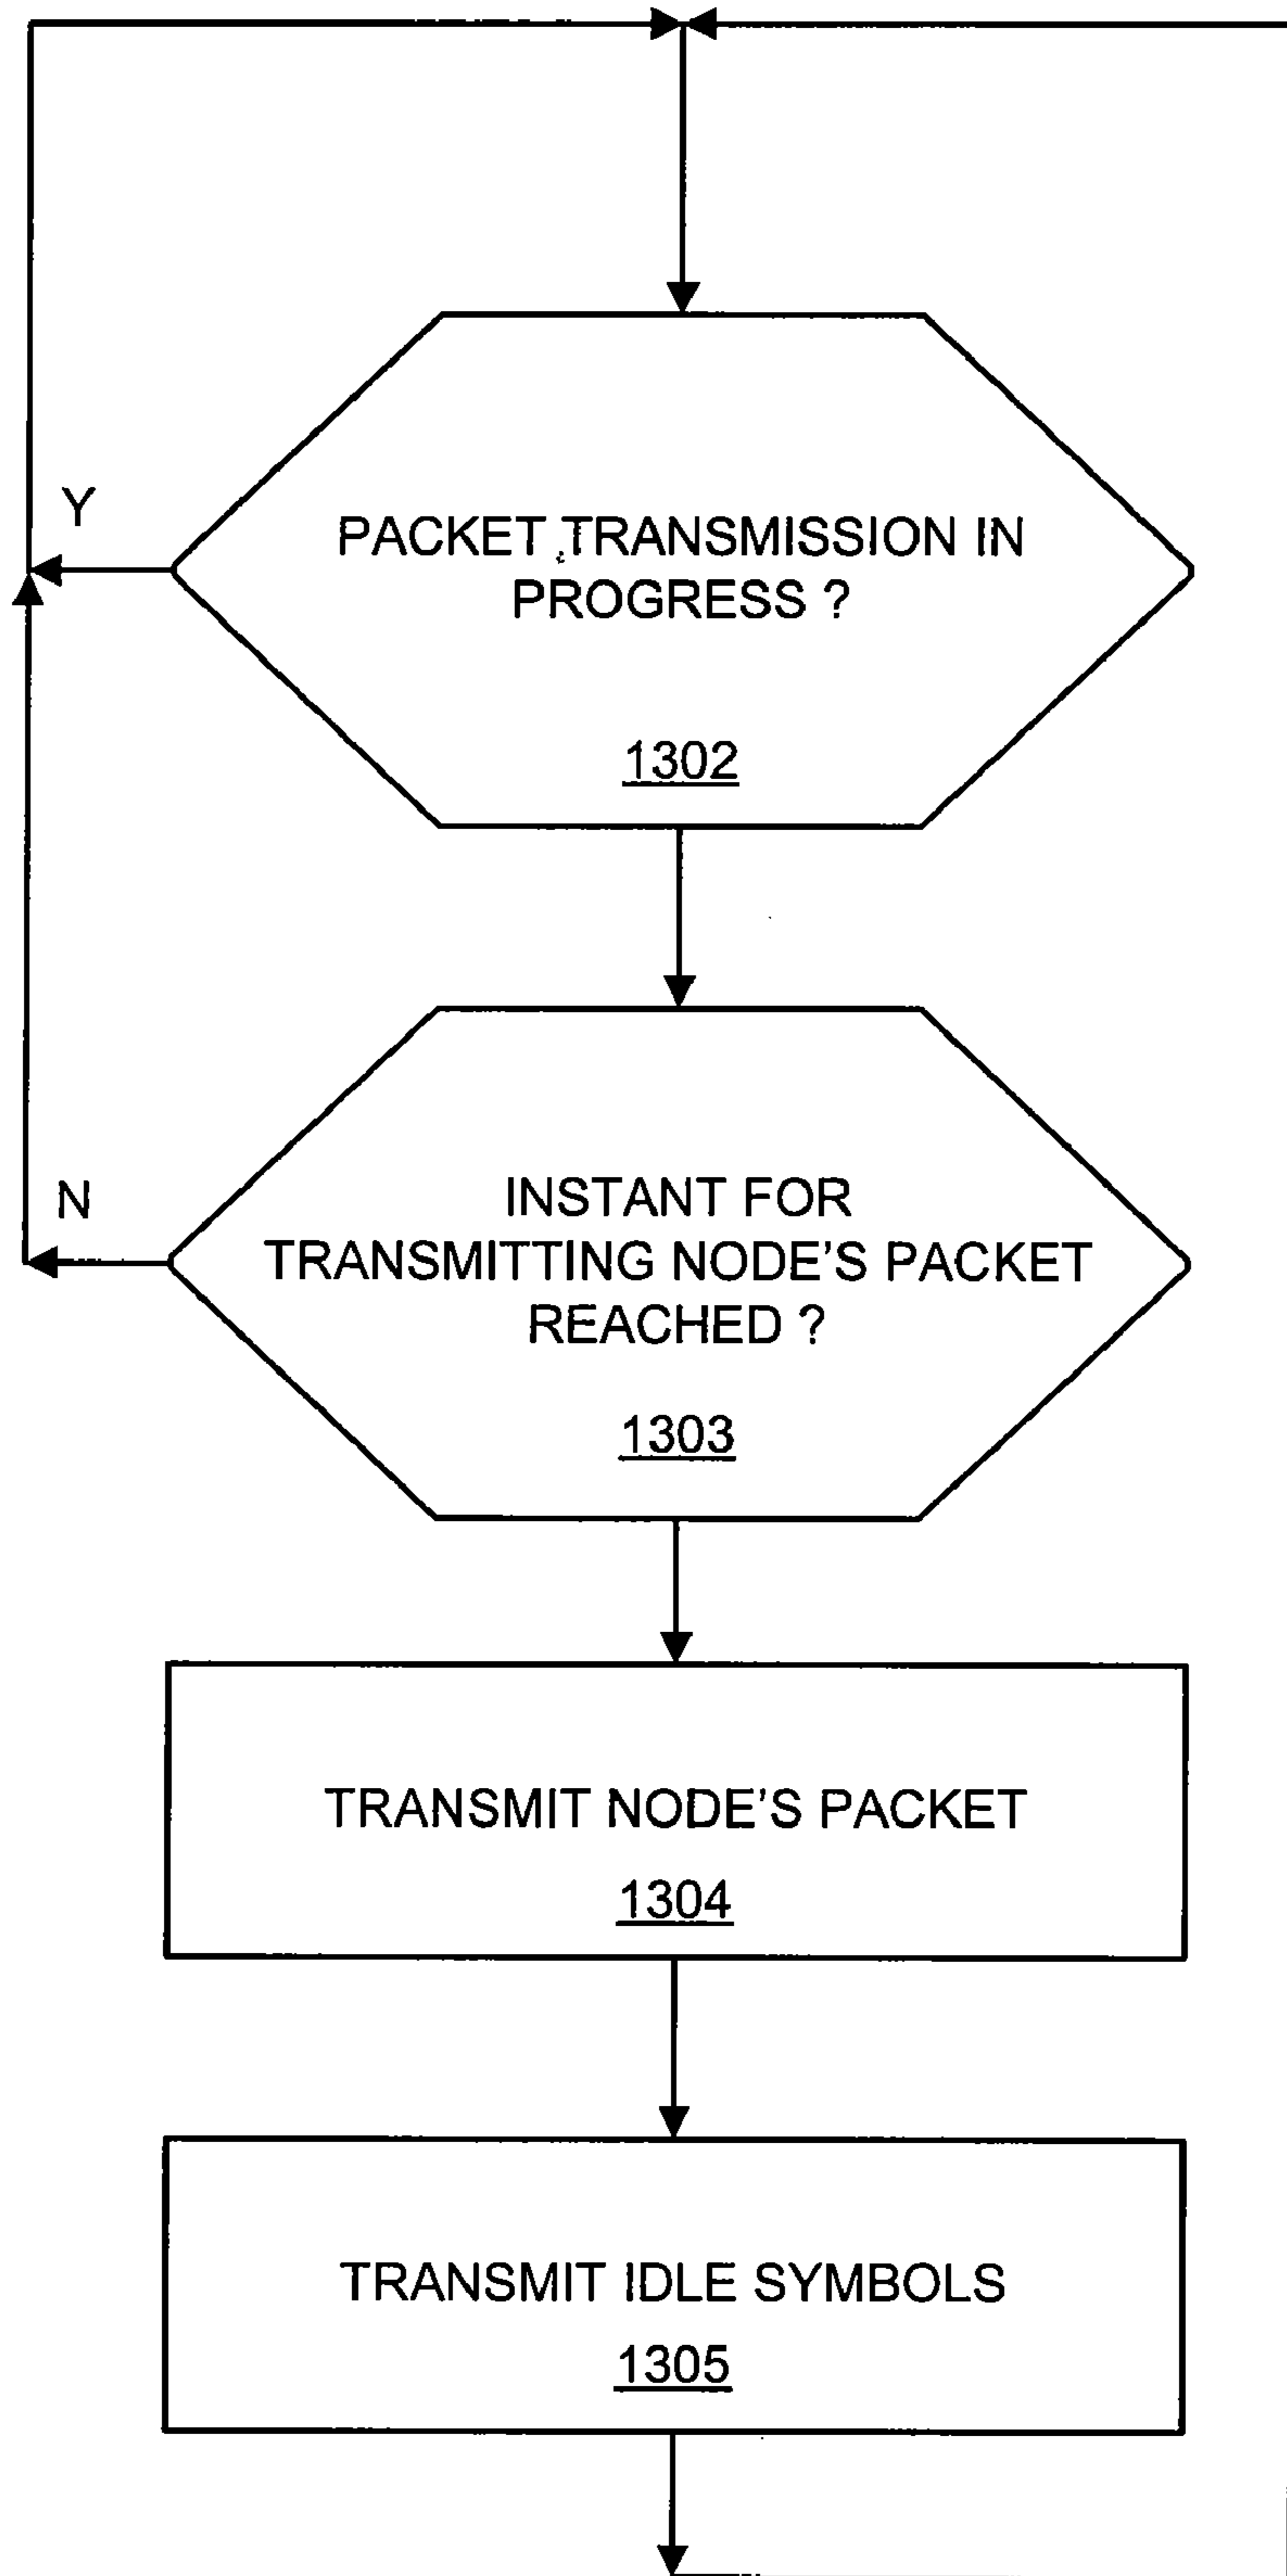 Y
PACKET TRANSMISSION IN
PROGRESS ?
1302
N
INSTANT FOR
TRANSMITTING NODE'S PACKET
REACHED ?
1303
TRANSMIT NODE'S PACKET
1304
TRANSMIT IDLE SYMBOLS
1305